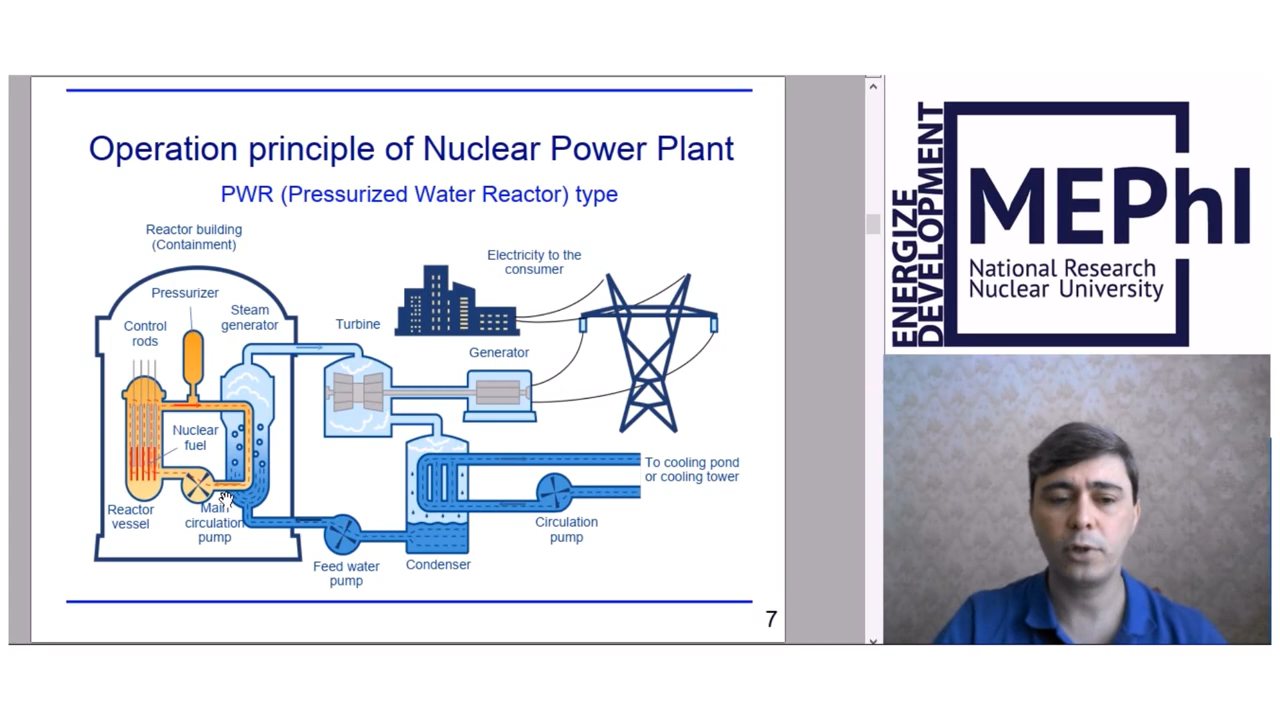 Operation principle of Nuclear Power Plant
PWR (Pressurized Water Reactor) type
Reactor building
(Containment)
Pressurizer
Control
rods
Steam
generator
Nuclear
fuel
Reactor
vessel
Main
circulation
pump
Turbine
Electricity to the
consumer
Generator
To cooling pond
or cooling tower
Circulation
pump
Feed water
pump
Condenser
7
ENERGIZE
DEVELOPMENT
MEPhI
National Research
Nuclear University